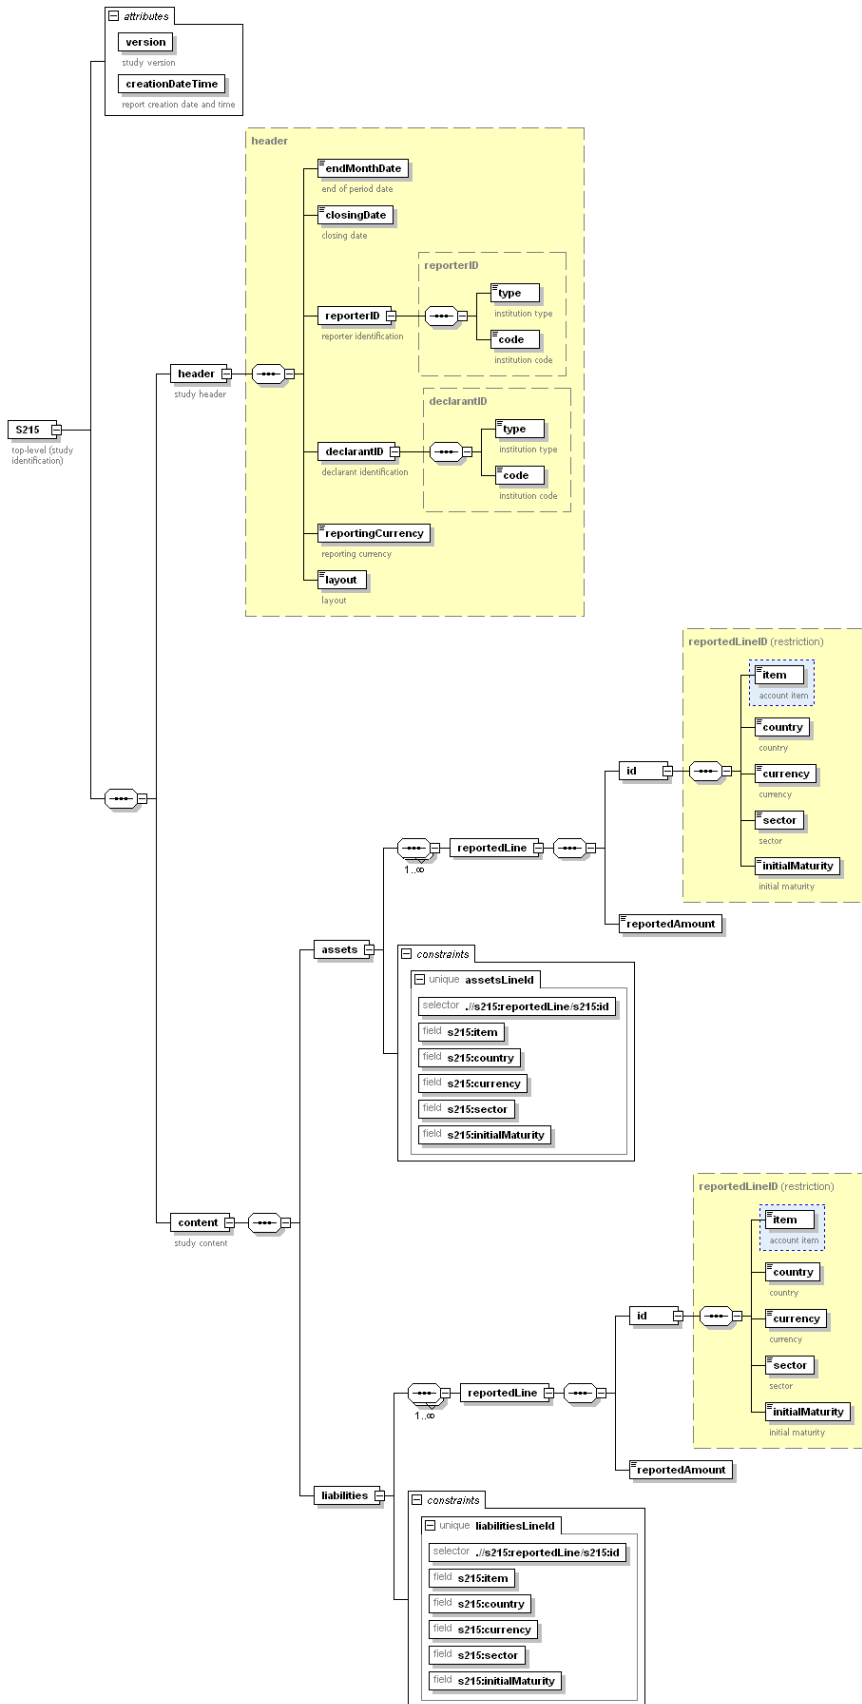 attributes
version
study version
creationDateTime
report creation date and time
header
endMonthDate
end of period date
closingDate
closing date
reporterID
reporterID
reporter identification
type
institution type
code
institution code
header
study header
declarantID
declarantID
declarant identification
type
institution type
code
institution code
S215
top-level (study
identification)
reportingCurrency
reporting currency
layout
layout
reportedLineID (restriction)
item
account item
country
country
id
currency
currency
sector
sector
initialMaturity
initial maturity
reportedLine
1..∞
reportedAmount
assets
constraints
unique assetsLineId
selector .//s215:reportedLine/s215:id
field s215:item
field s215:country
field s215:currency
field s215:sector
field s215:initialMaturity
content
study content
reportedLineID (restriction)
item
account item
country
country
id
currency
currency
sector
sector
initialMaturity
initial maturity
reportedLine
1..∞
reportedAmount
liabilities
constraints
unique liabilitiesLineId
selector .//s215:reportedLine/s215:id
field s215:item
field s215:country
field s215:currency
field s215:sector
field s215:initialMaturity